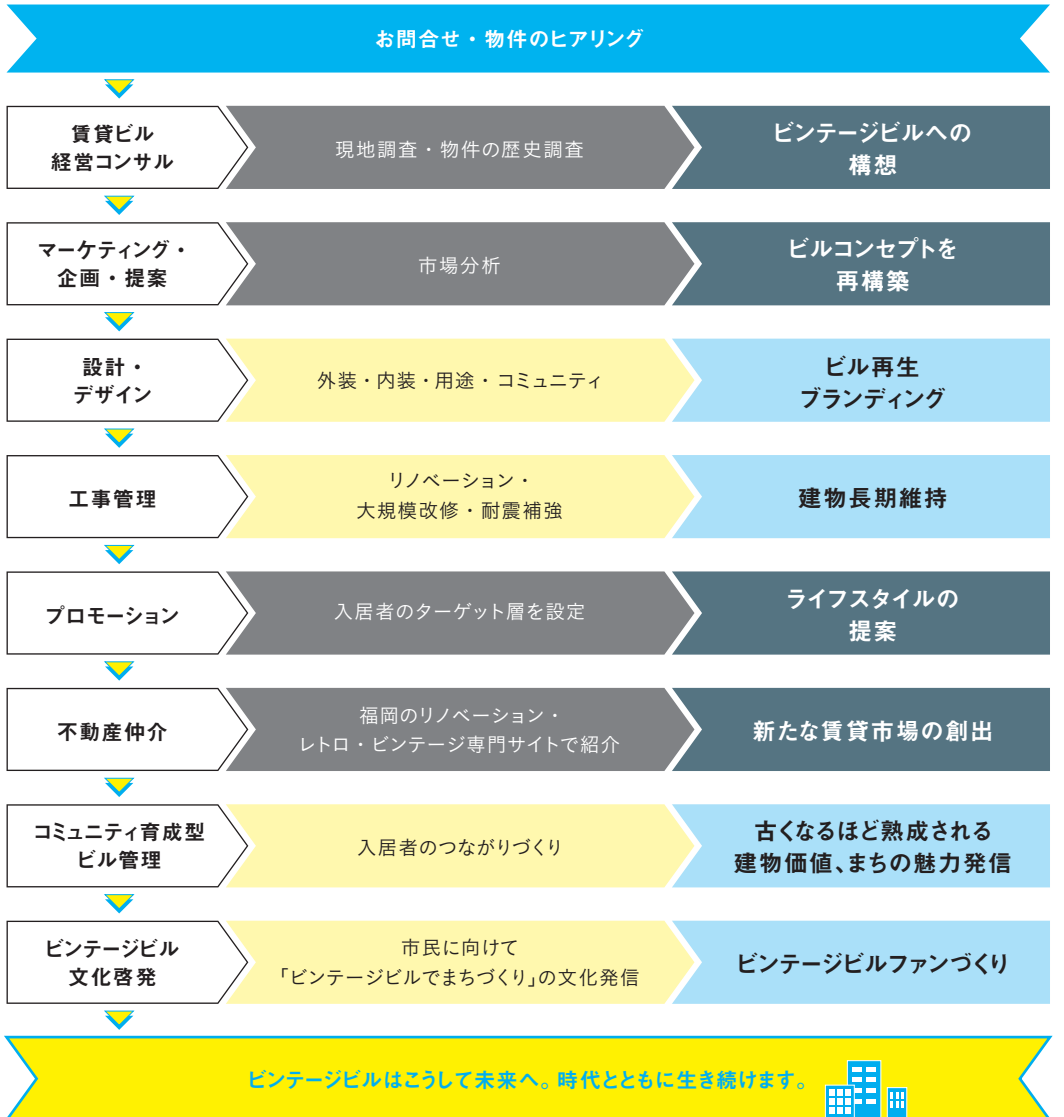 お問合せ・物件のヒアリング
賃貸ビル
経営コンサル
現地調査・物件の歴史調査
ビンテージビルへの
構想
マーケティング・
企画・提案
市場分析
ビルコンセプトを
再構築
設計・
デザイン
外装・内装・用途・コミュニティ
ビル再生
ブランディング
工事管理
リノベーション・
大規模改修・耐震補強
建物長期維持
プロモーション
入居者のターゲット層を設定
ライフスタイルの
提案
不動産仲介
福岡のリノベーション・
レトロ・ビンテージ専門サイトで紹介
新たな賃貸市場の創出
コミュニティ育成型
ビル管理
入居者のつながりづくり
古くなるほど熟成される
建物価値、まちの魅力発信
ビンテージビル
文化啓発
市民に向けて
「ビンテージビルでまちづくり」の文化発信
ビンテージビルファンづくり
ビンテージビルはこうして未来へ。時代とともに生き続けます。